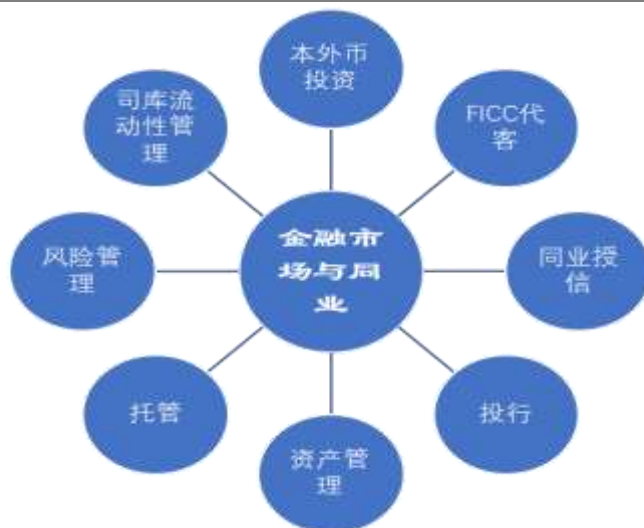 本外币
投资
FICC代
客
同业授
信
投行
资产管
理
托管
风险管
理
司库流
动性管
理
金融市
场与同
业